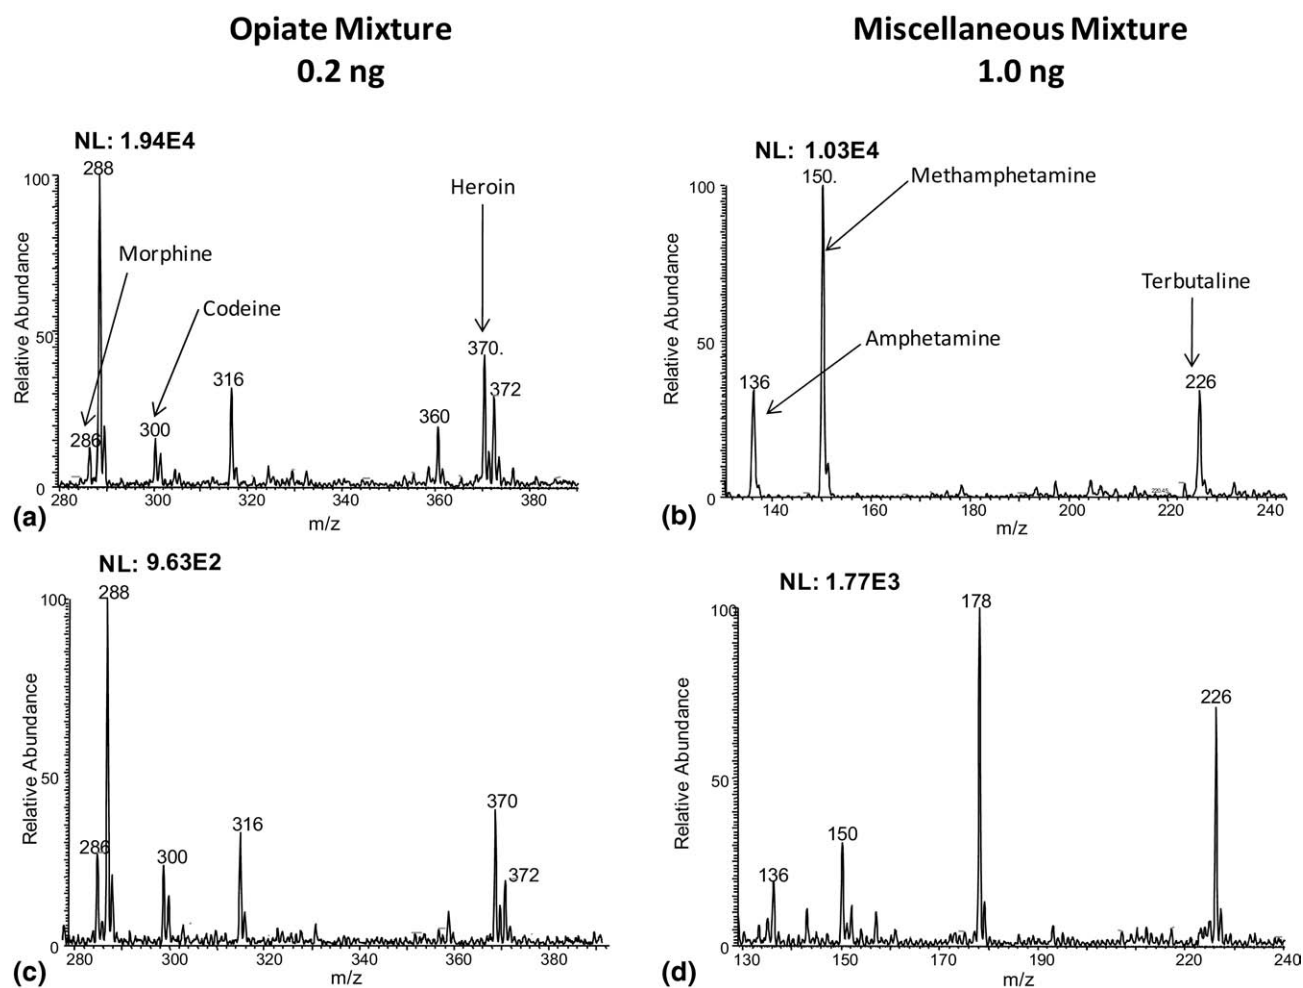 Opiate Mixture
0.2 ng
Miscellaneous Mixture
1.0 ng
NL: 1.94E4
288
100
Heroin
Morphine
Codeine
Relative Abundance
50
370.
316
372
360
300
286
0
280 300 320 340 360 380
(a)
m/z
NL: 1.03E4
150.
100
Methamphetamine
Terbutaline
Amphetamine
Relative Abundance
50
136
226
0
140 160 180 200 220 240
(b)
m/z
NL: 9.63E2
288
100
Relative Abundance
50
370
316
286
300
372
0
280 300 320 340 360 380
(c)
m/z
NL: 1.77E3
178
100
226
Relative Abundance
50
150
136
0
130 150 170 190 220 240
(d)
m/z